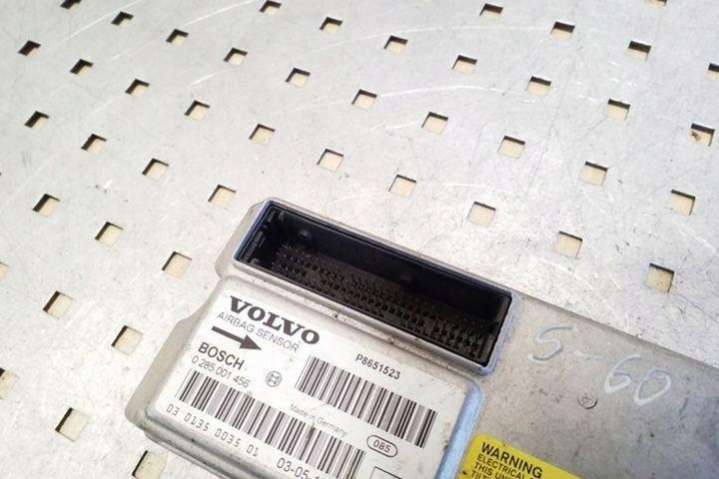 VOLVO
AIRBAG SENSOR
BOSCH
0 285 001 456
P8651523
Made in Germany
085
03 0135 0035 01
03-05
S-60
WARNING
ELECTRICAL
THIS UN